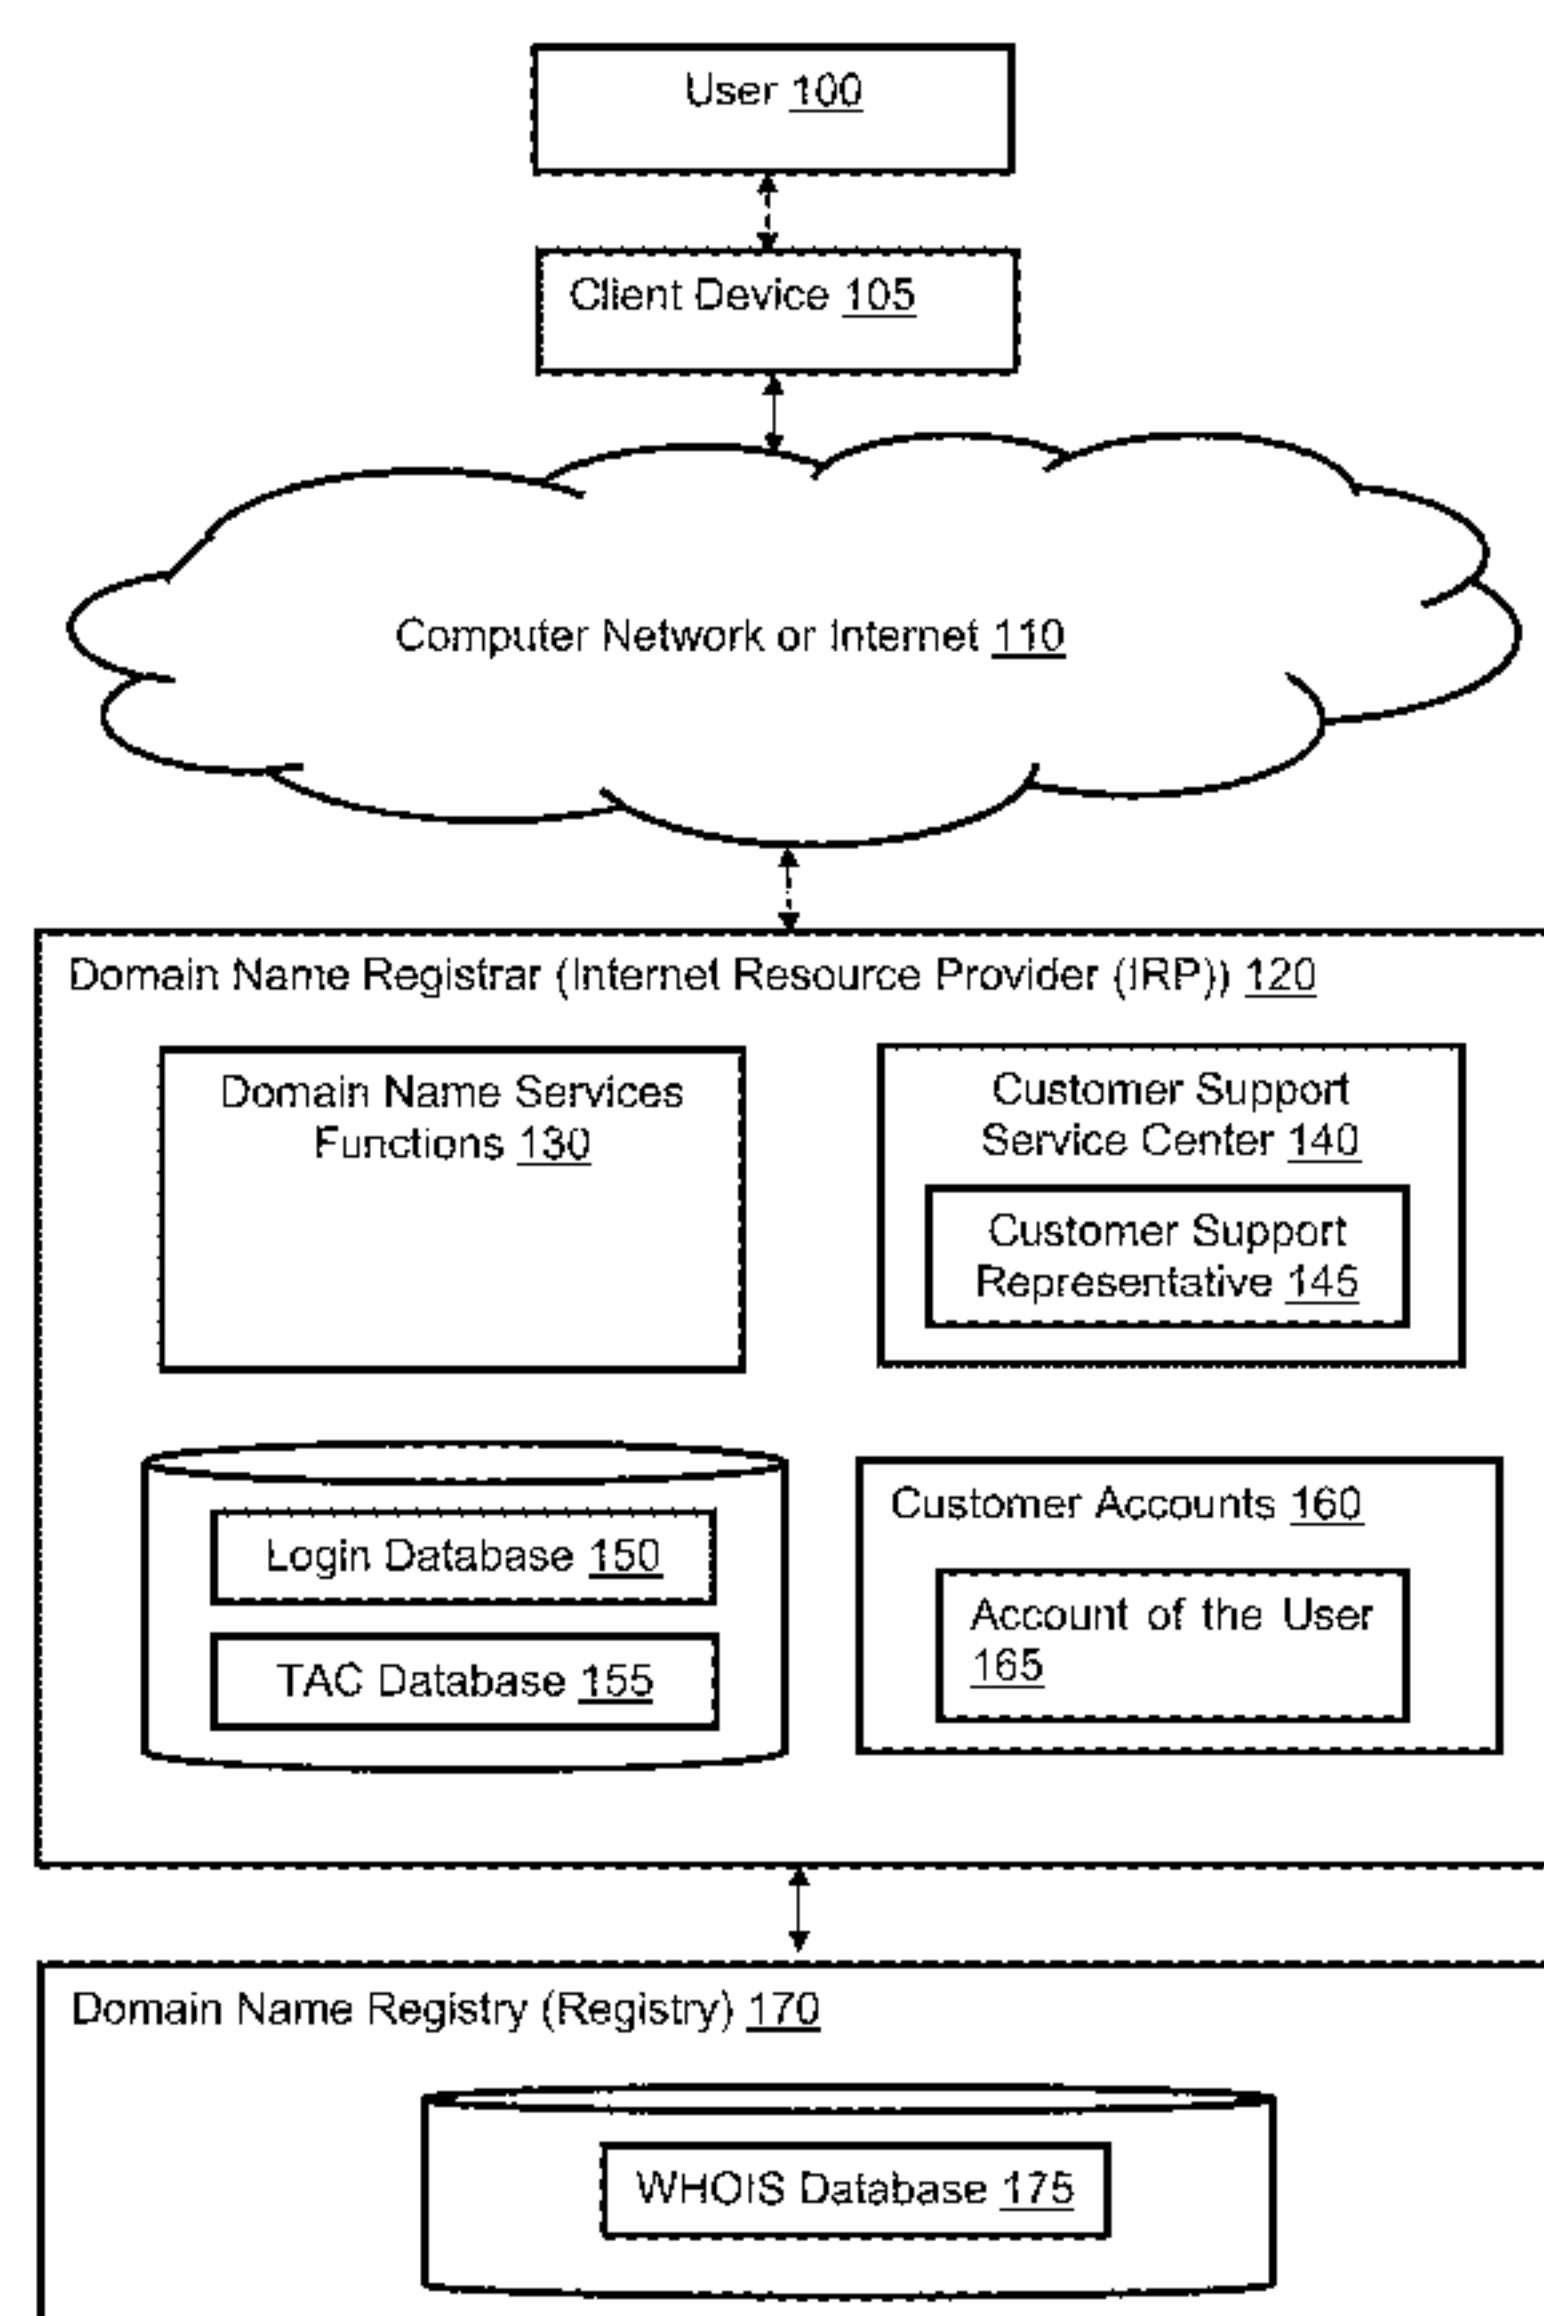 User 100
Client Device 105
Computer Network or Internet 110
Domain Name Registrar (Internet Resource Provider (IRP)) 120
Domain Name Services
Functions 130
Customer Support
Service Center 140
Customer Support
Representative 145
Login Database 150
TAC Database 155
Customer Accounts 160
Account of the User
165
Domain Name Registry (Registry) 170
WHOIS Database 175